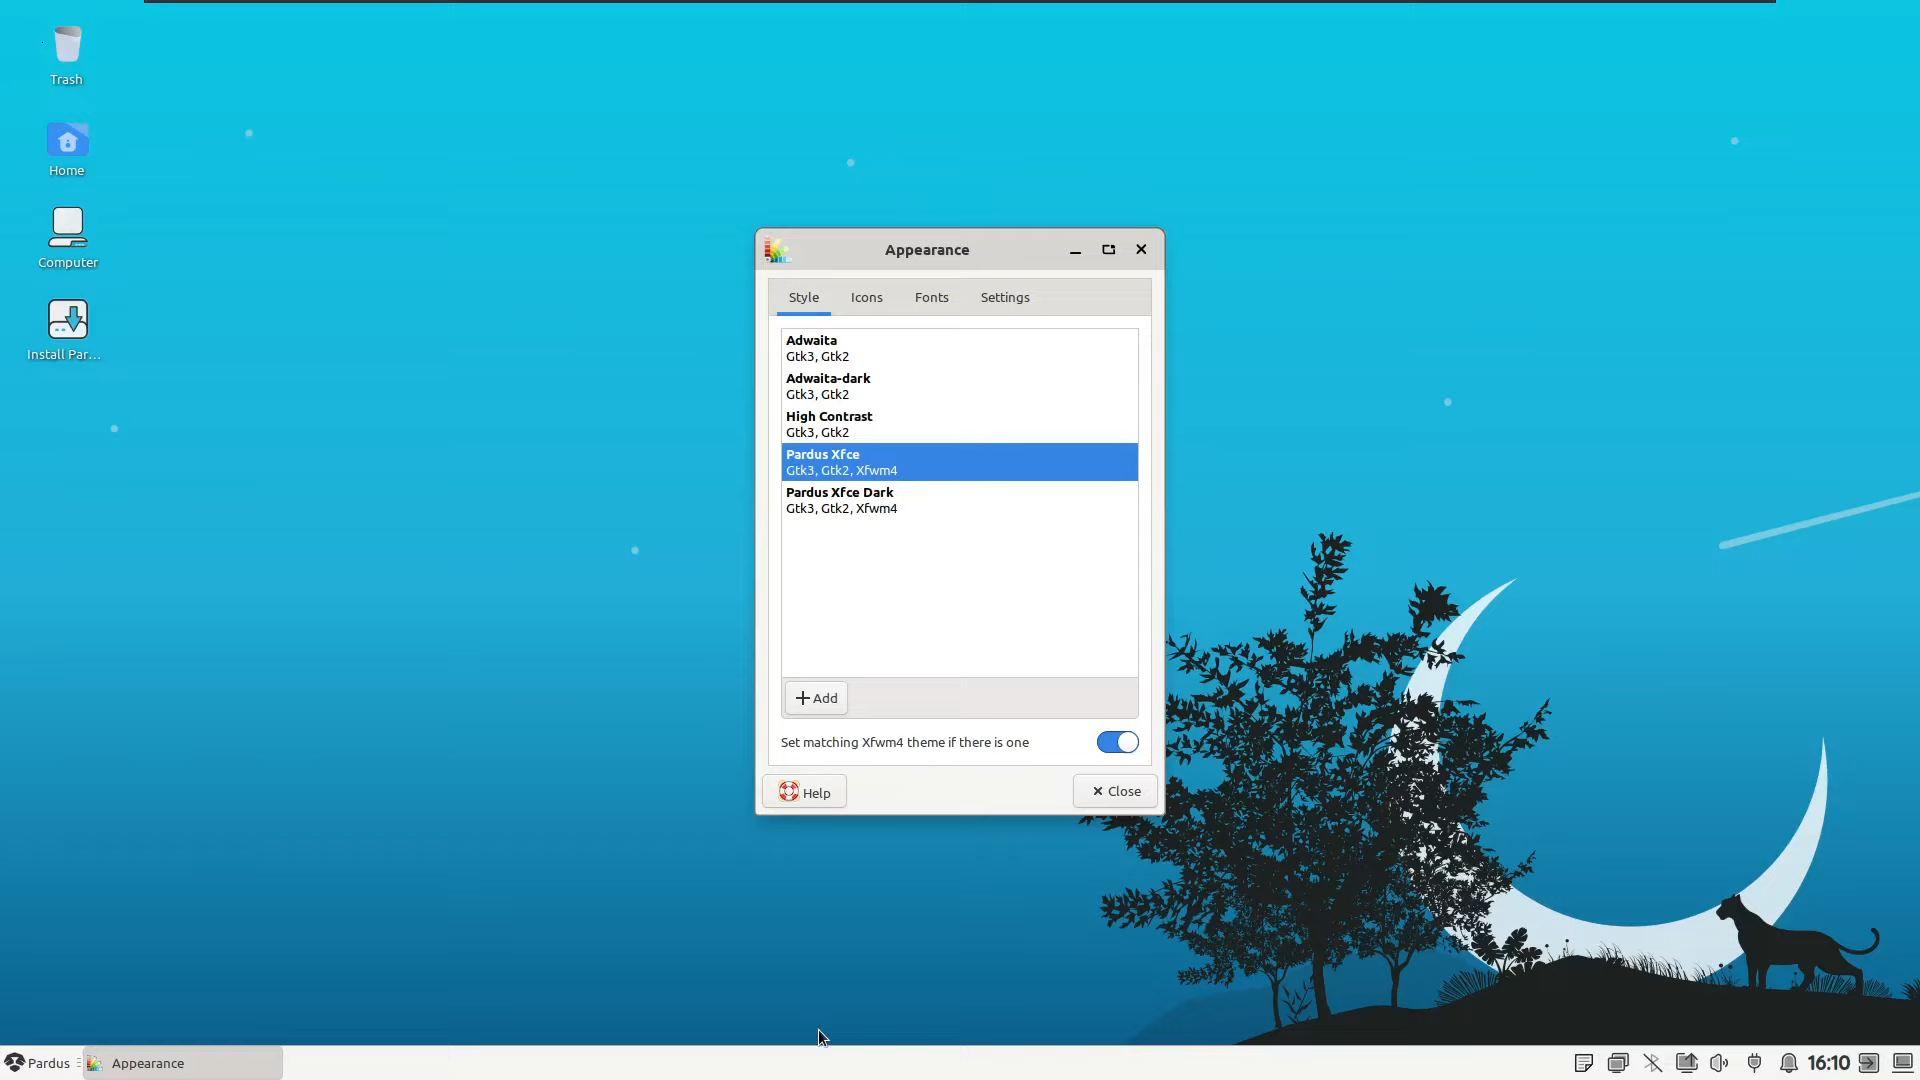 Trash
Home
Computer
Install Par...
Appearance
Style
Icons
Fonts
Settings
Adwaita
Gtk3, Gtk2
Adwaita-dark
Gtk3, Gtk2
High Contrast
Gtk3, Gtk2
Pardus Xfce
Gtk3, Gtk2, Xfwm4
Pardus Xfce Dark
Gtk3, Gtk2, Xfwm4
Add
Set matching Xfwm4 theme if there is one
Help
Close
Pardus
Appearance
16:10